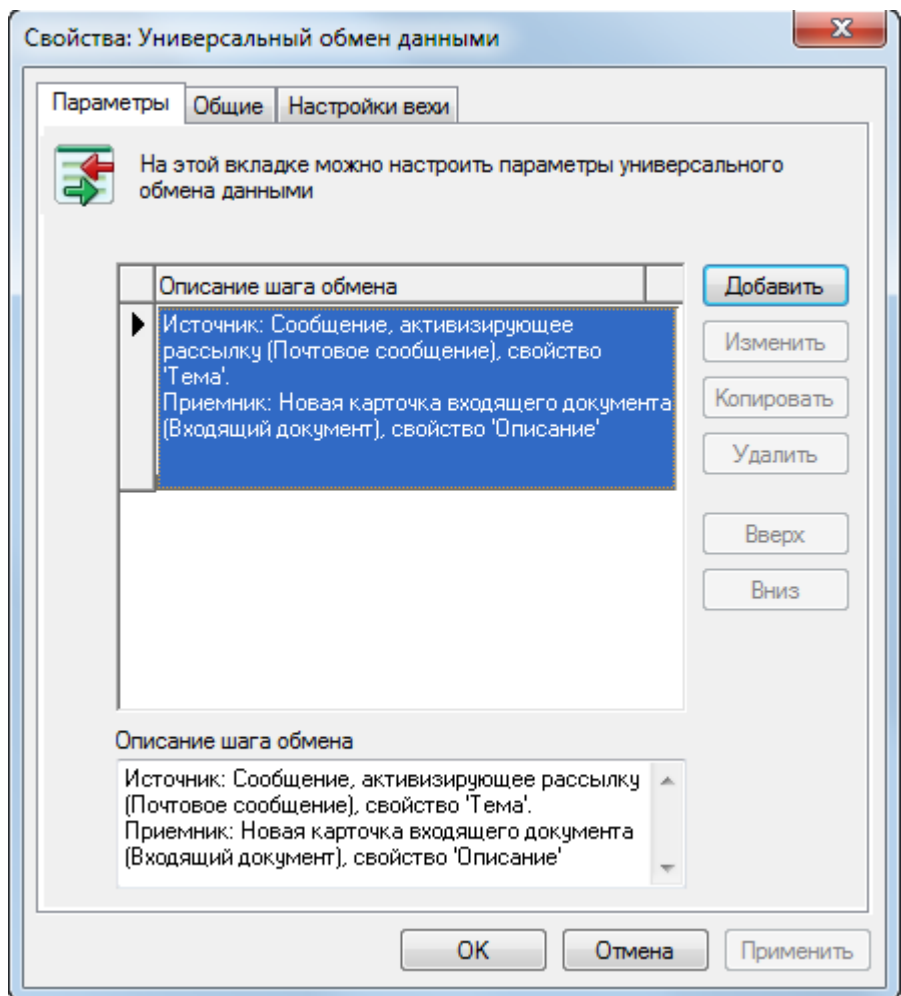 Свойства: Универсальный обмен данными
Параметры
Общие
Настройки вехи
На этой вкладке можно настроить параметры универсального
обмена данными
Описание шага обмена
Источник: Сообщение, активизирующее
рассылку (Почтовое сообщение), свойство
'Тема'.
Приемник: Новая карточка входящего документа
(Входящий документ), свойство 'Описание'
Добавить
Изменить
Копировать
Удалить
Вверх
Вниз
Описание шага обмена
Источник: Сообщение, активизирующее рассылку
(Почтовое сообщение), свойство 'Тема'.
Приемник: Новая карточка входящего документа
(Входящий документ), свойство 'Описание'
OK
Отмена
Применить